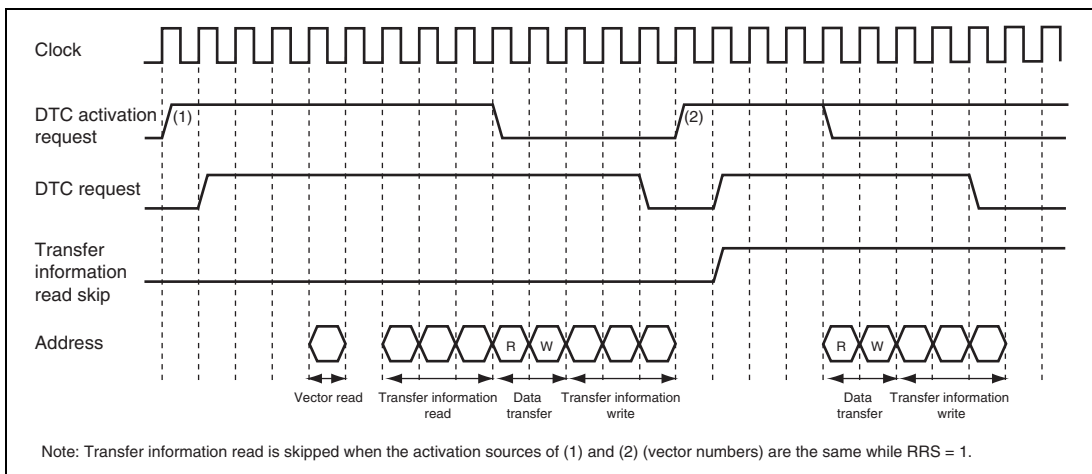 Clock
DTC activation
request
(1)
(2)
DTC request
Transfer
information
read skip
Address
R
W
R
W
Vector read
Transfer information
read
Data
transfer
Transfer information
write
Data
transfer
Transfer information
write
Note: Transfer information read is skipped when the activation sources of (1) and (2) (vector numbers) are the same while RRS = 1.